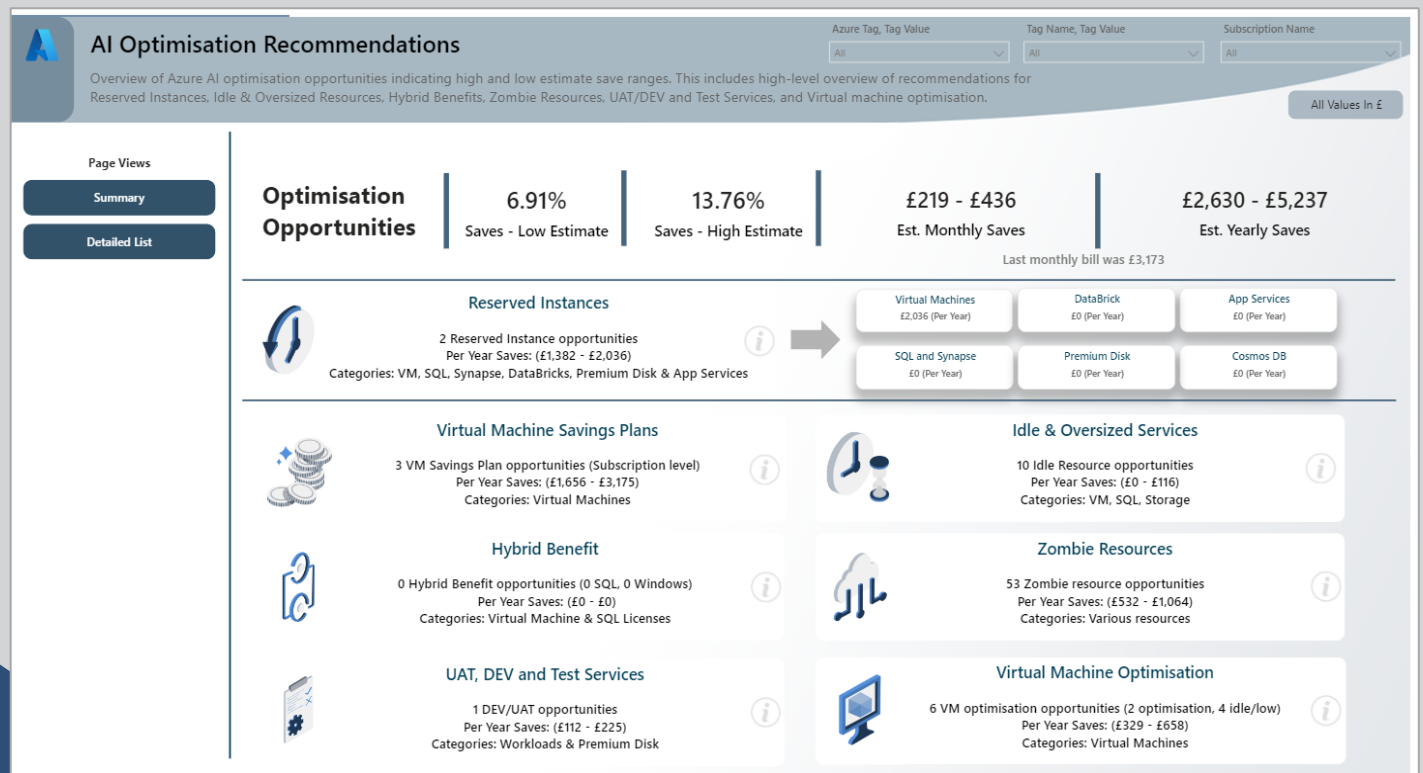 AI Optimisation Recommendations
Overview of Azure AI optimisation opportunities indicating high and low estimate save ranges. This includes high-level overview of recommendations for
Reserved Instances, Idle & Oversized Resources, Hybrid Benefits, Zombie Resources, UAT/DEV and Test Services, and Virtual machine optimisation.
Azure Tag, Tag Value
All
Tag Name, Tag Value
All
Subscription Name
All
All Values In £
Page Views
Summary
Detailed List
Optimisation
Opportunities
6.91%
Saves - Low Estimate
13.76%
Saves - High Estimate
£219 - £436
Est. Monthly Saves
£2,630 - £5,237
Est. Yearly Saves
Last monthly bill was £3,173
Reserved Instances
2 Reserved Instance opportunities
Per Year Saves: (£1,382 - £2,036)
Categories: VM, SQL, Synapse, DataBricks, Premium Disk & App Services
i
Virtual Machines
£2,036 (Per Year)
DataBrick
£0 (Per Year)
App Services
£0 (Per Year)
SQL and Synapse
£0 (Per Year)
Premium Disk
£0 (Per Year)
Cosmos DB
£0 (Per Year)
Virtual Machine Savings Plans
3 VM Savings Plan opportunities (Subscription level)
Per Year Saves: (£1,656 - £3,175)
Categories: Virtual Machines
i
Idle & Oversized Services
10 Idle Resource opportunities
Per Year Saves: (£0 - £116)
Categories: VM, SQL, Storage
i
Hybrid Benefit
0 Hybrid Benefit opportunities (0 SQL, 0 Windows)
Per Year Saves: (£0 - £0)
Categories: Virtual Machine & SQL Licenses
i
Zombie Resources
53 Zombie resource opportunities
Per Year Saves: (£532 - £1,064)
Categories: Various resources
i
UAT, DEV and Test Services
1 DEV/UAT opportunities
Per Year Saves: (£112 - £225)
Categories: Workloads & Premium Disk
i
Virtual Machine Optimisation
6 VM optimisation opportunities (2 optimisation, 4 idle/low)
Per Year Saves: (£329 - £658)
Categories: Virtual Machines
i